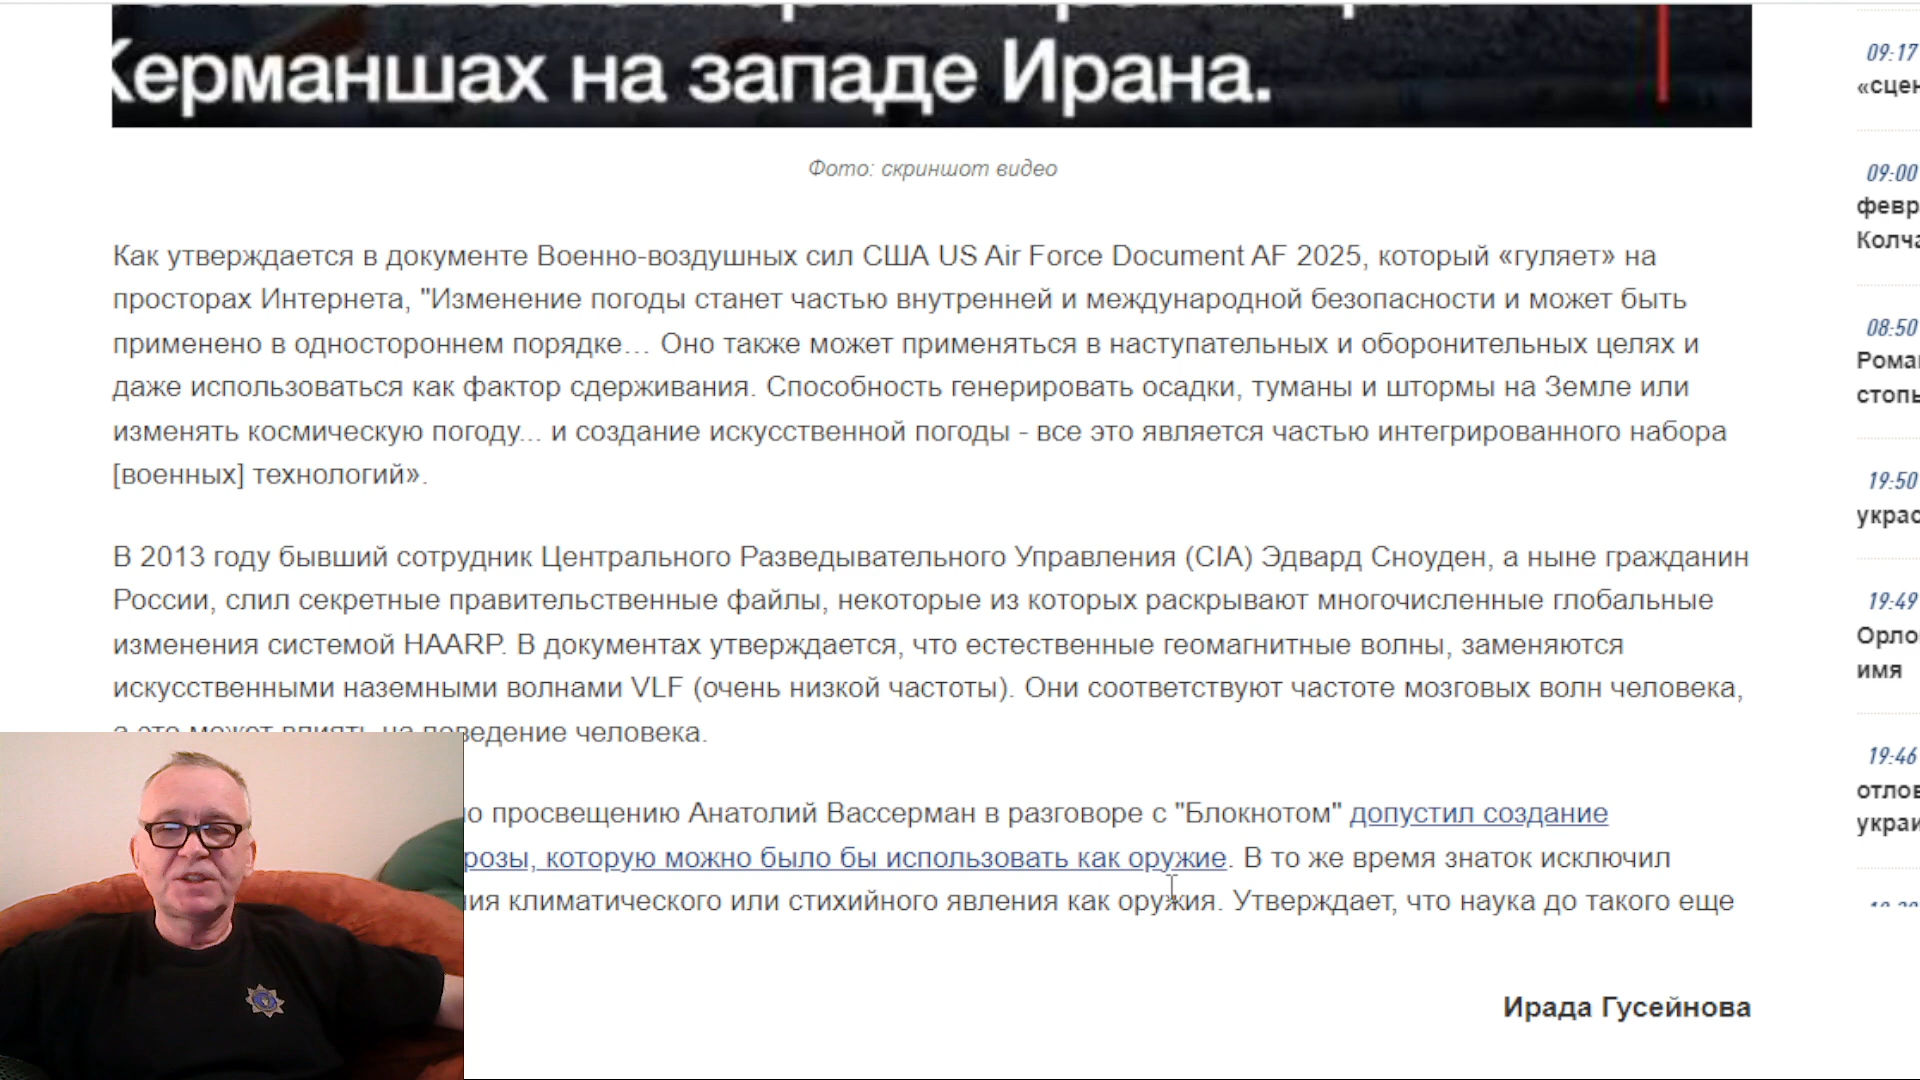 Керманшах на западе Ирана.
Фото: скриншот видео
Как утверждается в документе Военно-воздушных сил США US Air Force Document AF 2025, который «гуляет» на
просторах Интернета, "Изменение погоды станет частью внутренней и международной безопасности и может быть
применено в одностороннем порядке… Оно также может применяться в наступательных и оборонительных целях и
даже использоваться как фактор сдерживания. Способность генерировать осадки, туманы и штормы на Земле или
изменять космическую погоду... и создание искусственной погоды - все это является частью интегрированного набора
[военных] технологий».
В 2013 году бывший сотрудник Центрального Разведывательного Управления (CIA) Эдвард Сноуден, а ныне гражданин
России, слил секретные правительственные файлы, некоторые из которых раскрывают многочисленные глобальные
изменения системой HAARP. В документах утверждается, что естественные геомагнитные волны, заменяются
искусственными наземными волнами VLF (очень низкой частоты). Они соответствуют частоте мозговых волн человека,
а это может влиять на поведение человека.
по просвещению Анатолий Вассерман в разговоре с "Блокнотом" допустил создание
розы, которую можно было бы использовать как оружие. В то же время знаток исключил
ния климатического или стихийного явления как оружия. Утверждает, что наука до такого еще
Ирада Гусейнова
09:17
«сцен
09:00
февр
Колча
08:50
Рома
стопь
19:50
украс
19:49
Орло
имя
19:46
отлов
украи